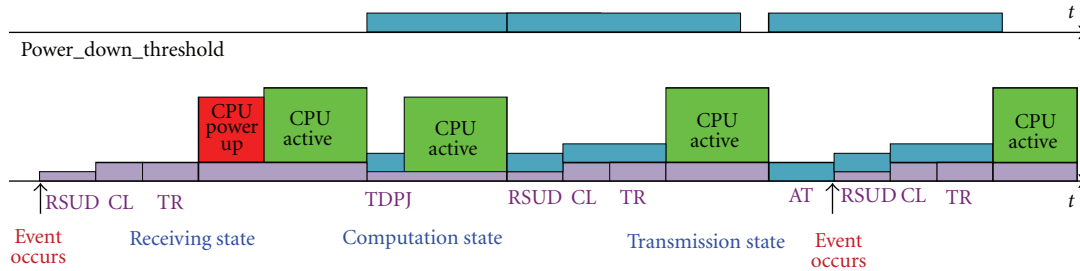 t
Power_down_threshold
CPU
power
up
CPU
active
CPU
active
CPU
active
CPU
active
RSUD CL TR TDPJ RSUD CL TR AT RSUD CL TR t
Event
occurs
Receiving state
Computation state
Transmission state
Event
occurs